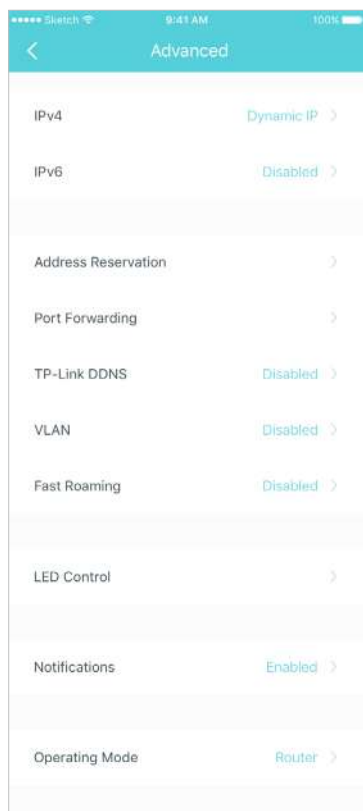 Sketch 9:41 AM 100%
Advanced
IPv4 Dynamic IP
IPv6 Disabled
Address Reservation
Port Forwarding
TP-Link DDNS Disabled
VLAN Disabled
Fast Roaming Disabled
LED Control
Notifications Enabled
Operating Mode Router